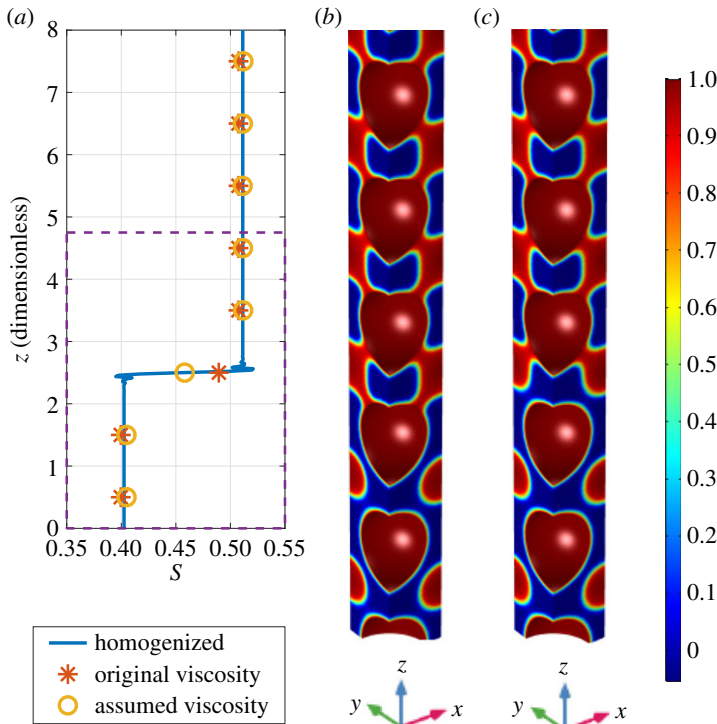 (a)
(b)
(c)
8
7
6
5
4
3
2
1
0
z (dimensionless)
0.35 0.40 0.45 0.50 0.55
S
homogenized
original viscosity
assumed viscosity
z
y
x
z
y
x
1.0
0.9
0.8
0.7
0.6
0.5
0.4
0.3
0.2
0.1
0